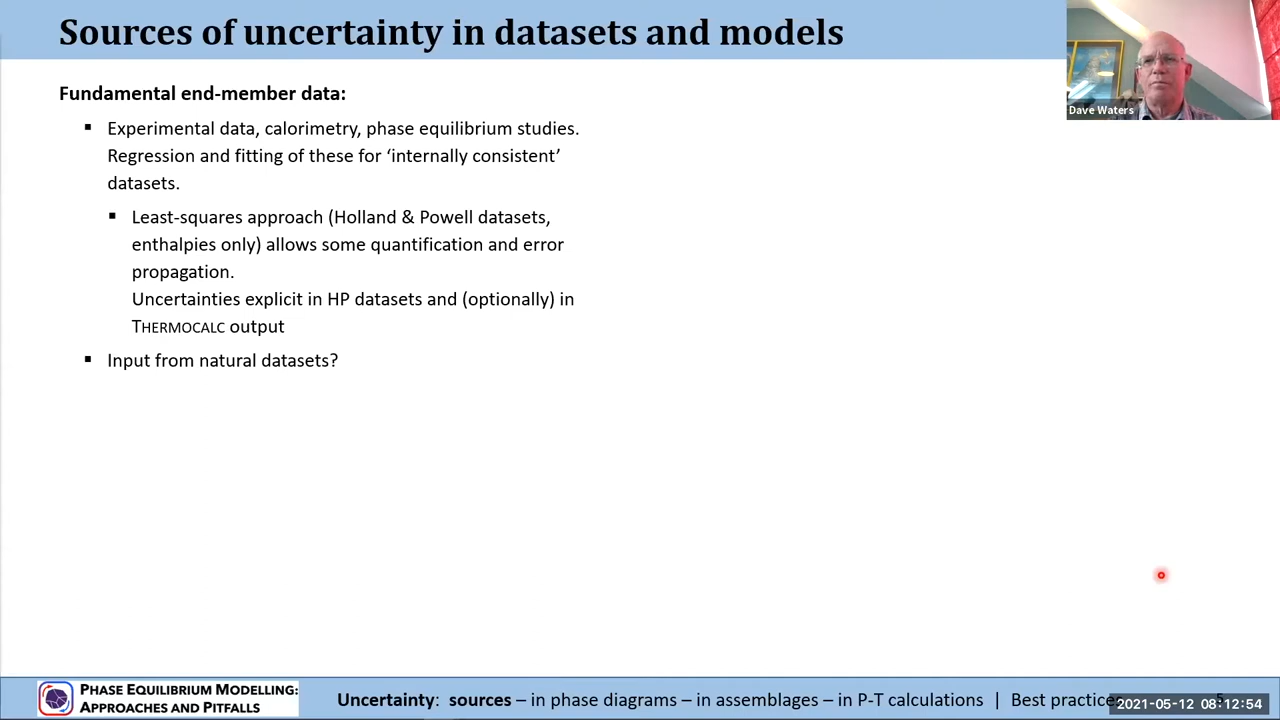 Sources of uncertainty in datasets and models
Dave Waters
Fundamental end-member data:
▪ Experimental data, calorimetry, phase equilibrium studies.
Regression and fitting of these for ‘internally consistent’
datasets.
▪ Least-squares approach (Holland & Powell datasets,
enthalpies only) allows some quantification and error
propagation.
Uncertainties explicit in HP datasets and (optionally) in
THERMOCALC output
▪ Input from natural datasets?
PHASE EQUILIBRIUM MODELLING:
APPROACHES AND PITFALLS
Uncertainty: sources – in phase diagrams – in assemblages – in P-T calculations | Best practices
2021-05-12 08:12:54